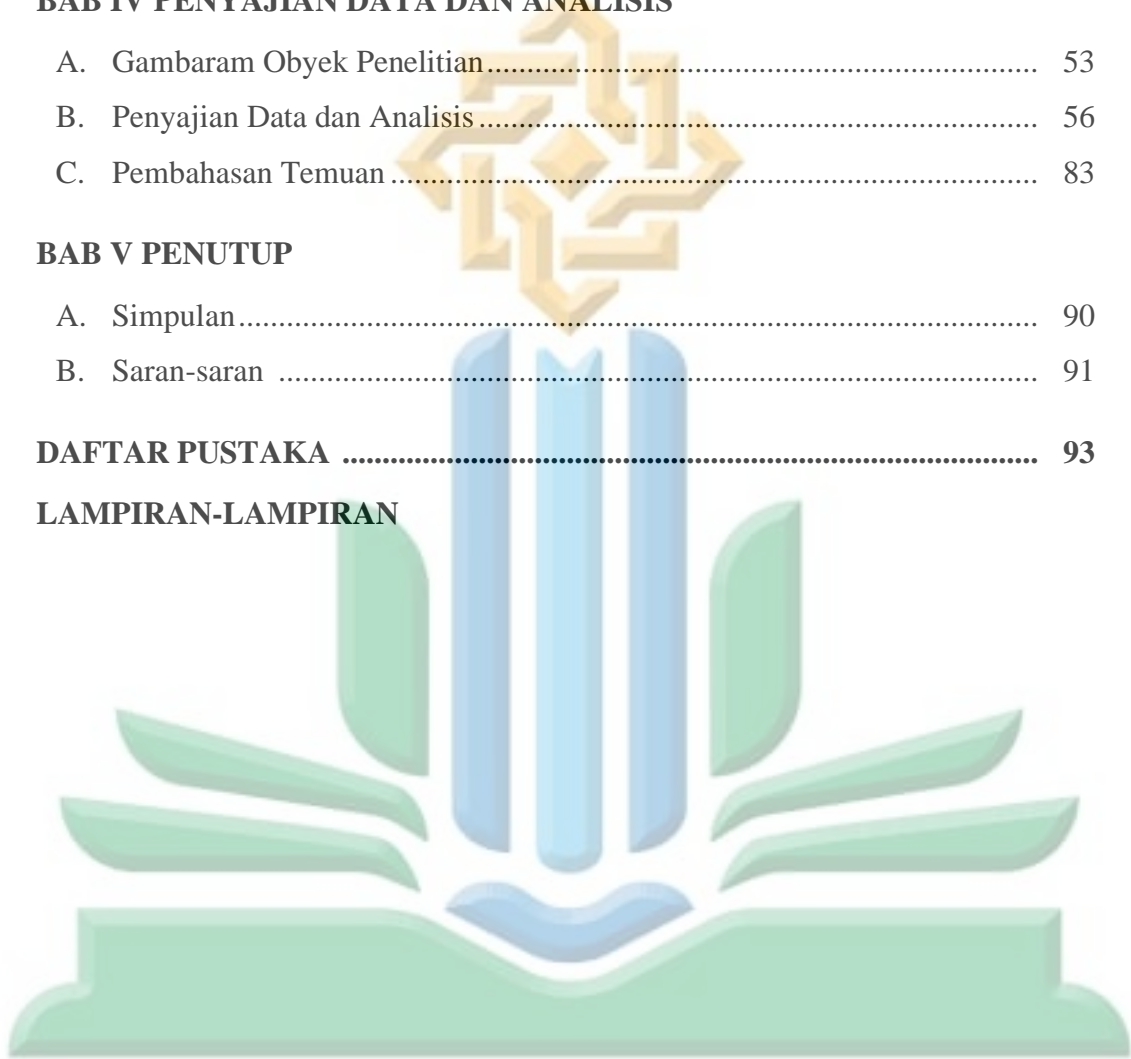 BAB IV PENYAJIAN DATA DAN ANALISIS
A. Gambaram Obyek Penelitian.................................................................... 53
B. Penyajian Data dan Analisis..................................................................... 56
C. Pembahasan Temuan ................................................................................ 83
BAB V PENUTUP
A. Simpulan................................................................................................... 90
B. Saran-saran .............................................................................................. 91
DAFTAR PUSTAKA ..................................................................................... 93
LAMPIRAN-LAMPIRAN